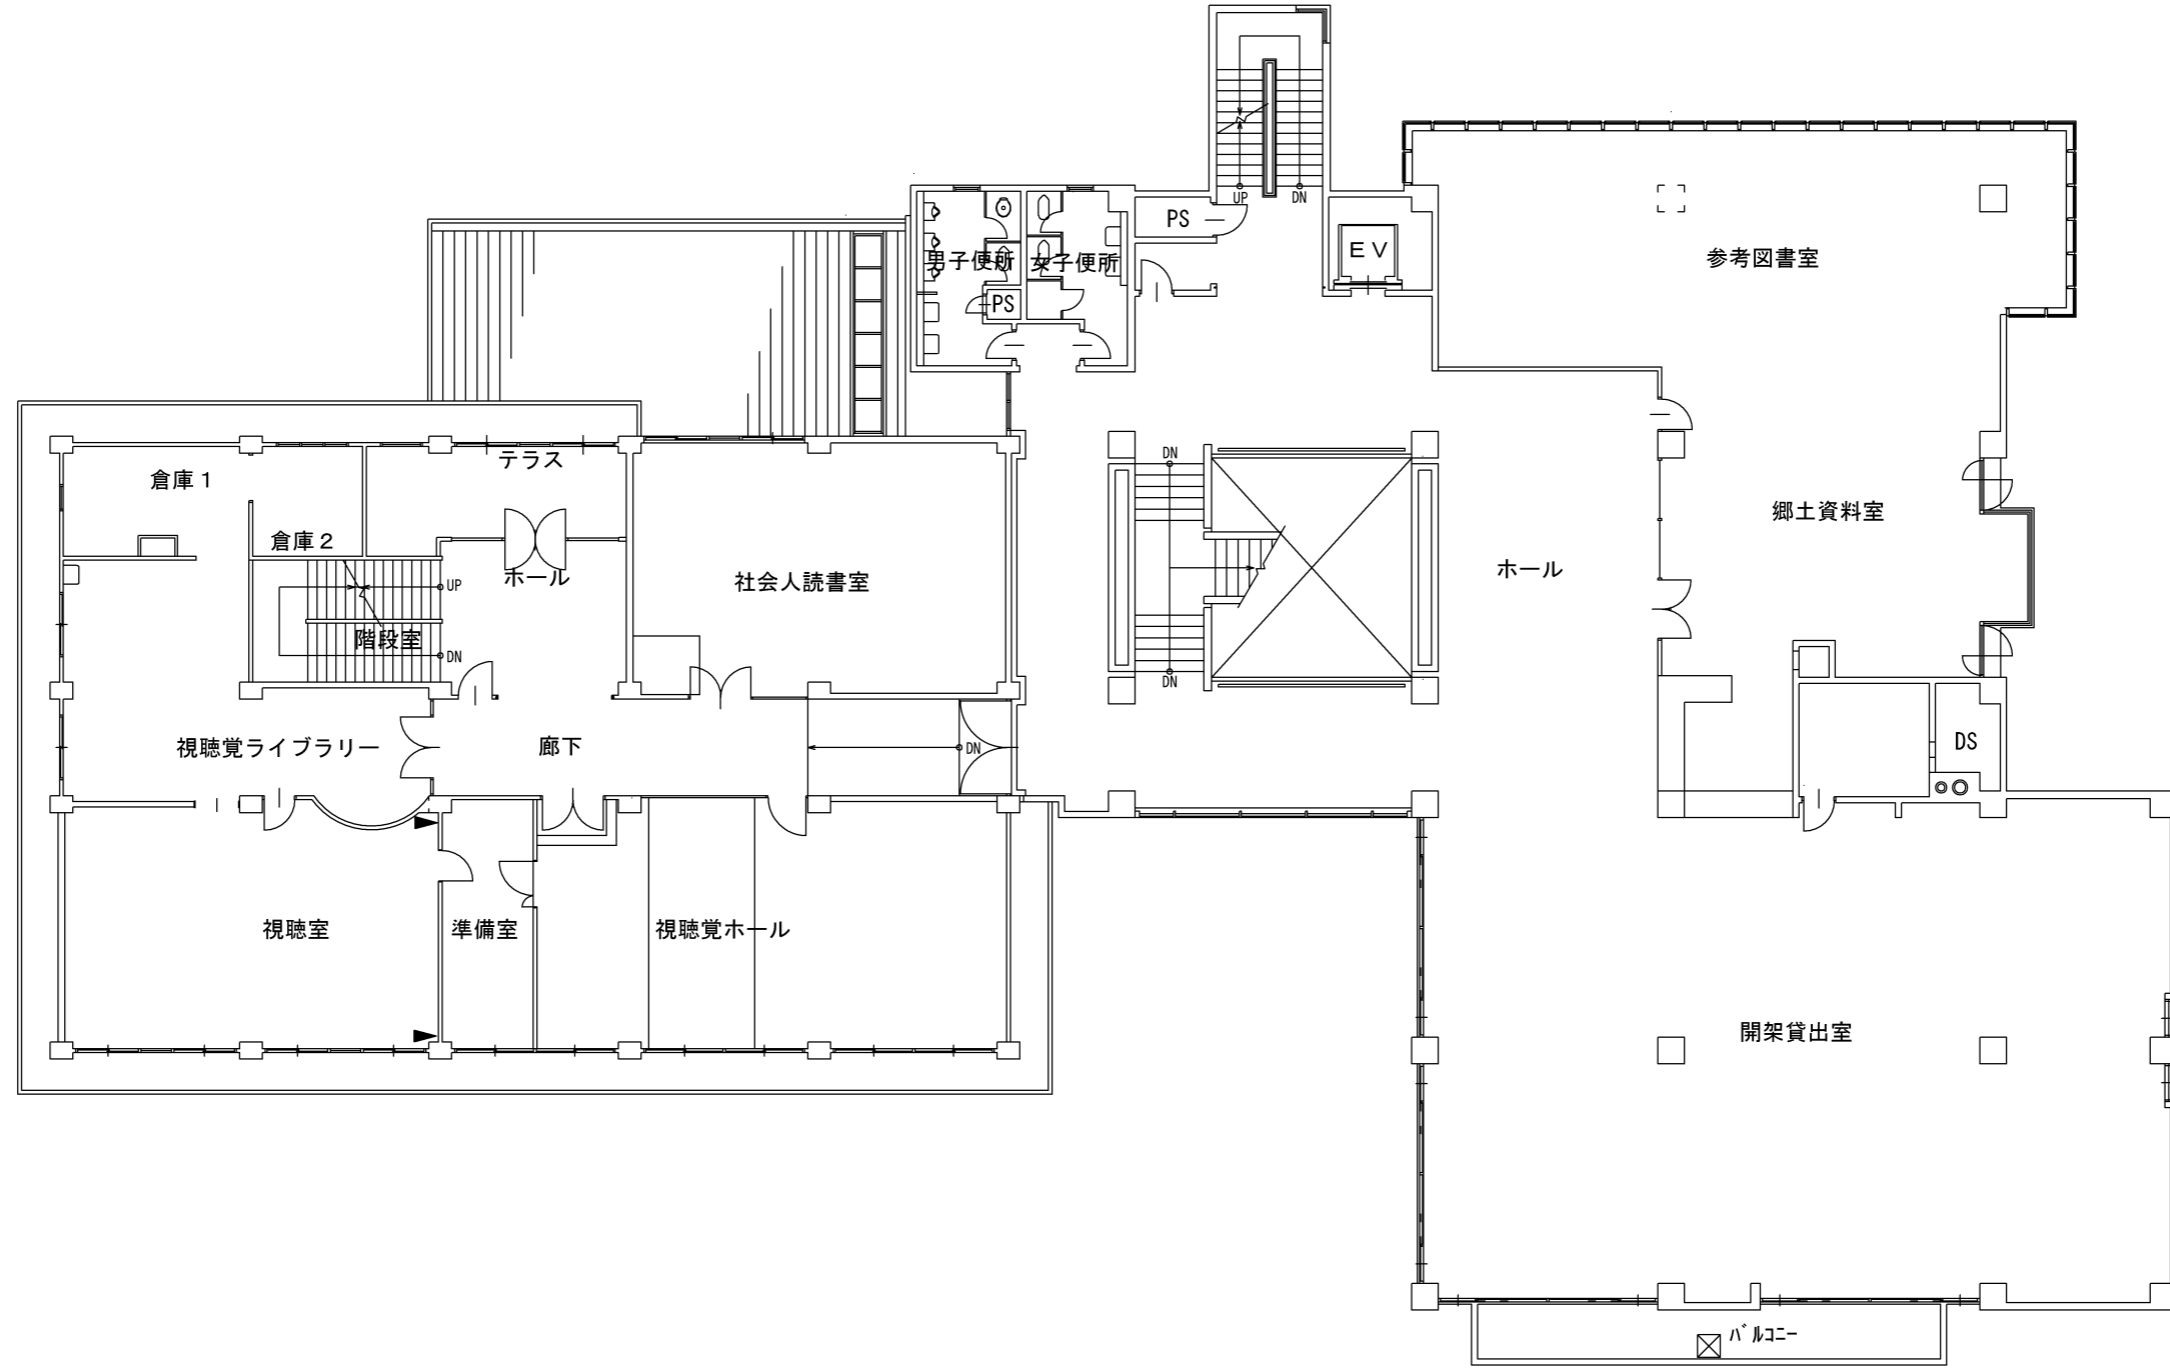 UP
DN
PS
EV
男子便所
女子便所
PS
参考図書室
テラス
倉庫１
倉庫２
ホール
UP
階段室
DN
社会人読書室
DN
DN
ホール
郷土資料室
視聴覚ライブラリー
廊下
DN
DS
視聴室
準備室
視聴覚ホール
開架貸出室
ﾊﾞﾙｺﾆｰ